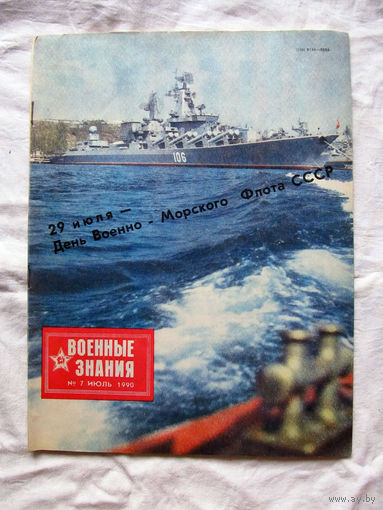 106
29 июля —
День Военно - Морского Флота СССР
ВОЕННЫЕ
ЗНАНИЯ
№ 7 ИЮЛЬ 1990
www.ay.by